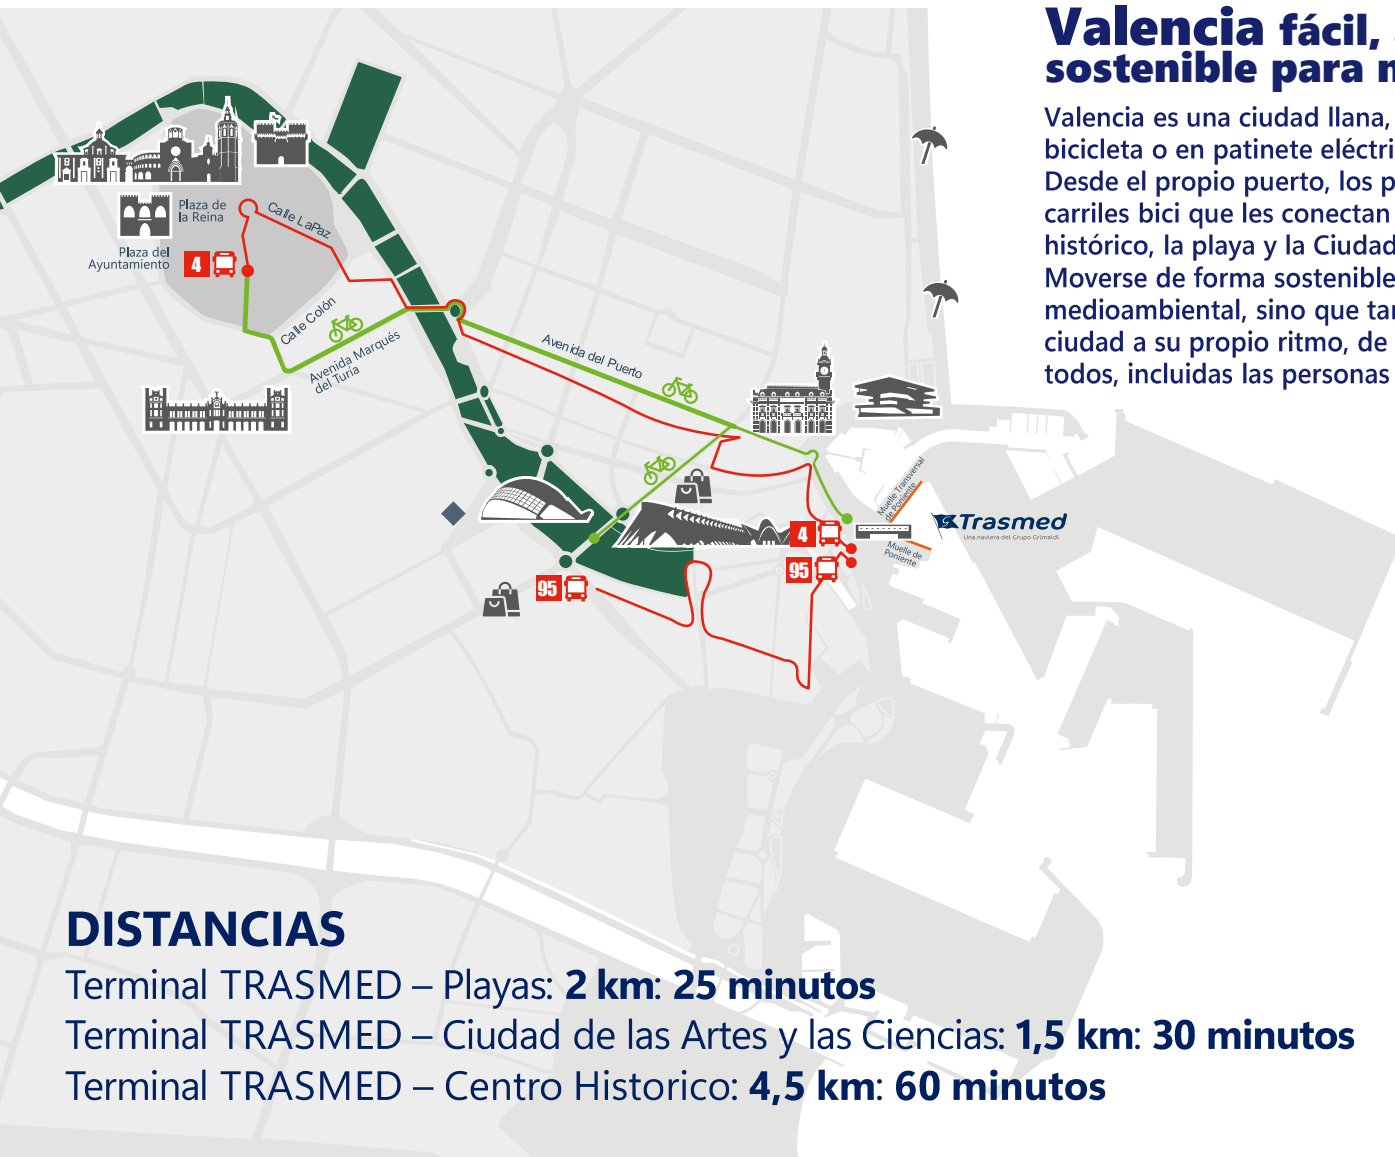 Valencia fácil,
sostenible para
Valencia es una ciudad llana,
bicicleta o en patinete eléctri
Desde el propio puerto, los p
carriles bici que les conectan
histórico, la playa y la Ciudad
Moverse de forma sostenible
medioambiental, sino que tar
ciudad a su propio ritmo, de
todos, incluidas las personas
Plaza de
la Reina
Calle LaPaz
Plaza del
Ayuntamiento
4
Calle Colón
Avenida Marqués
del Turia
Avenida del Puerto
Muelle Transversal
de Poniente
Trasmed
Una naviera del Grupo Grimaldi
4
Muelle de
Poniente
95
95
DISTANCIAS
Terminal TRASMED – Playas: 2 km: 25 minutos
Terminal TRASMED – Ciudad de las Artes y las Ciencias: 1,5 km: 30 minutos
Terminal TRASMED – Centro Historico: 4,5 km: 60 minutos